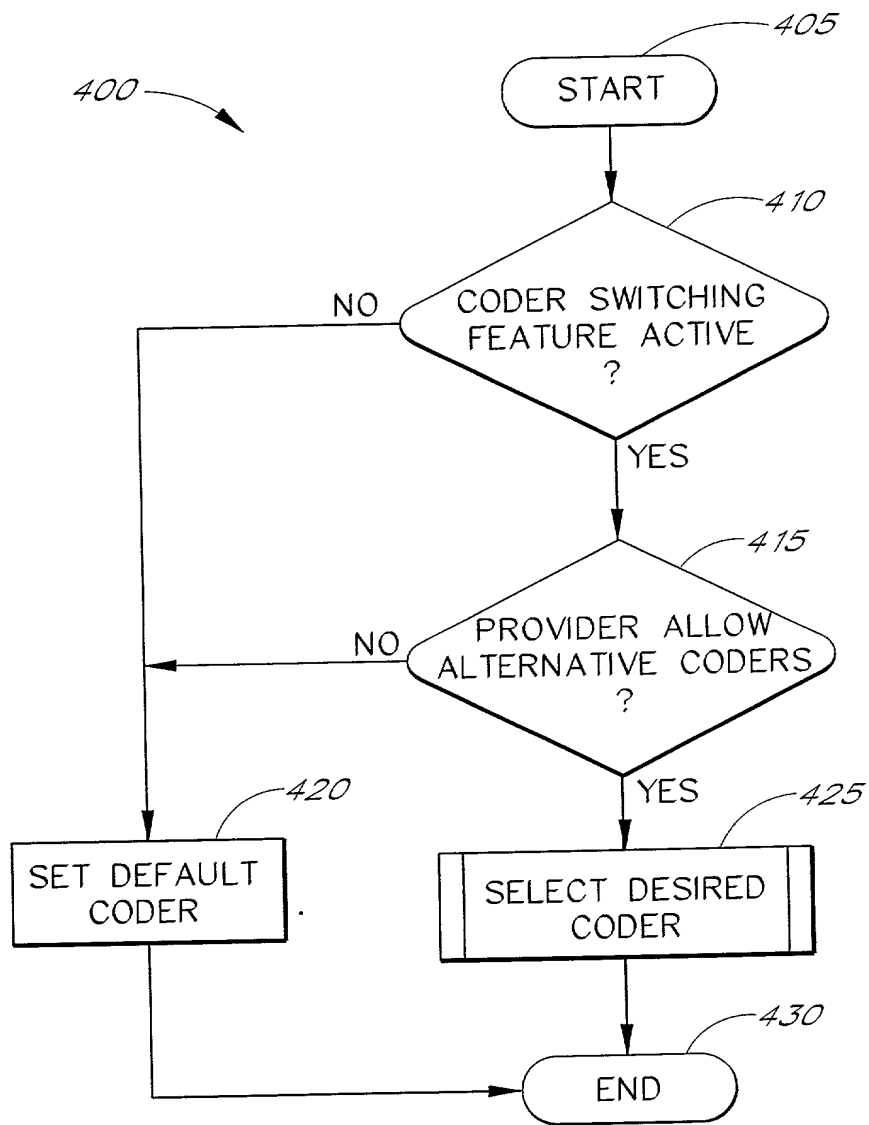 405
START
400
410
NO
CODER SWITCHING
FEATURE ACTIVE
?
YES
415
NO
PROVIDER ALLOW
ALTERNATIVE CODERS
?
YES
420
425
SET DEFAULT
CODER
SELECT DESIRED
CODER
430
END